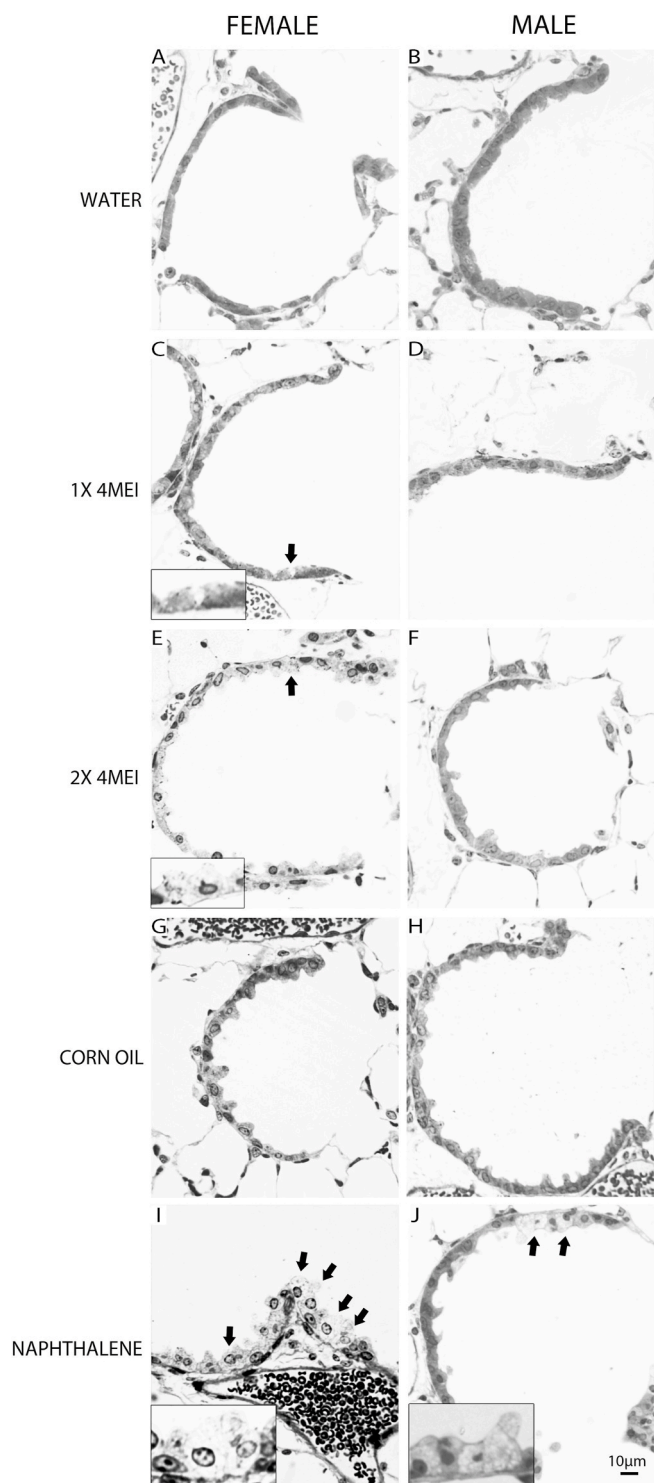 FEMALE MALE
A B
WATER
C D
1X 4MEI
E F
2X 4MEI
G H
CORN OIL
I J
NAPHTHALENE
10µm